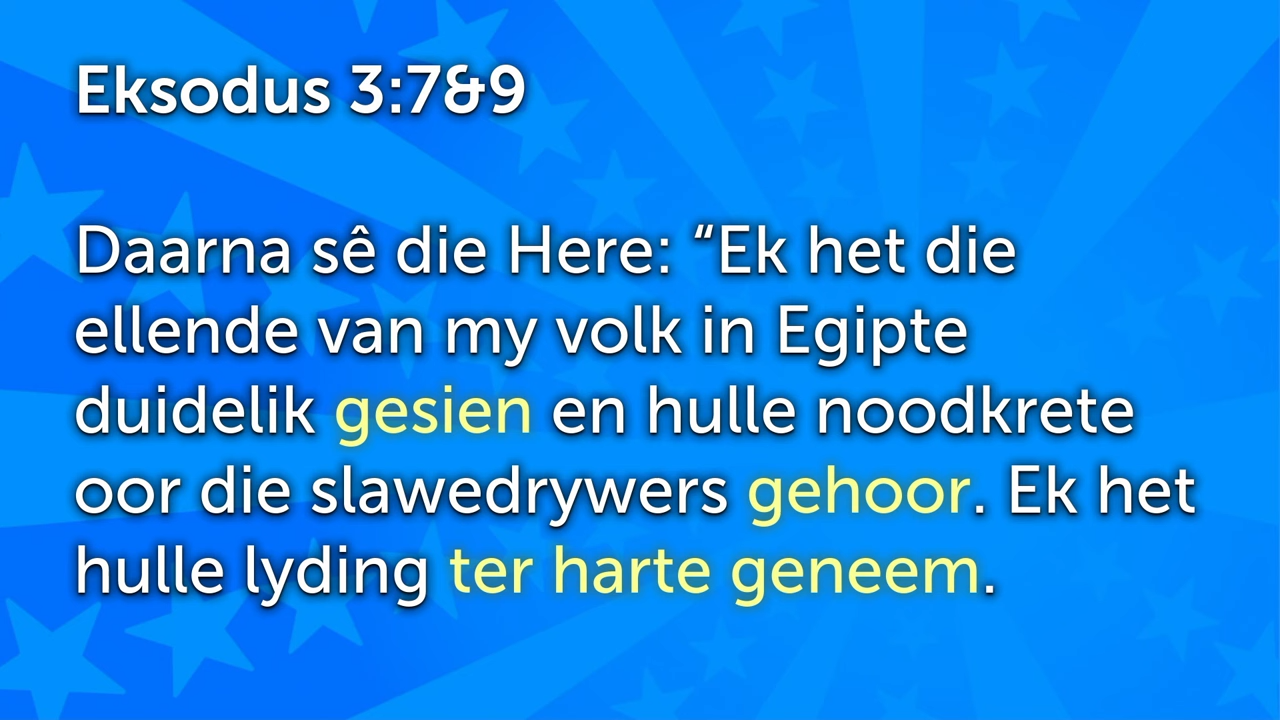 Eksodus 3:7&9
Daarna sê die Here: “Ek het die
ellende van my volk in Egipte
duidelik gesien en hulle noodkrete
oor die slawedrywers gehoor. Ek het
hulle lyding ter harte geneem.